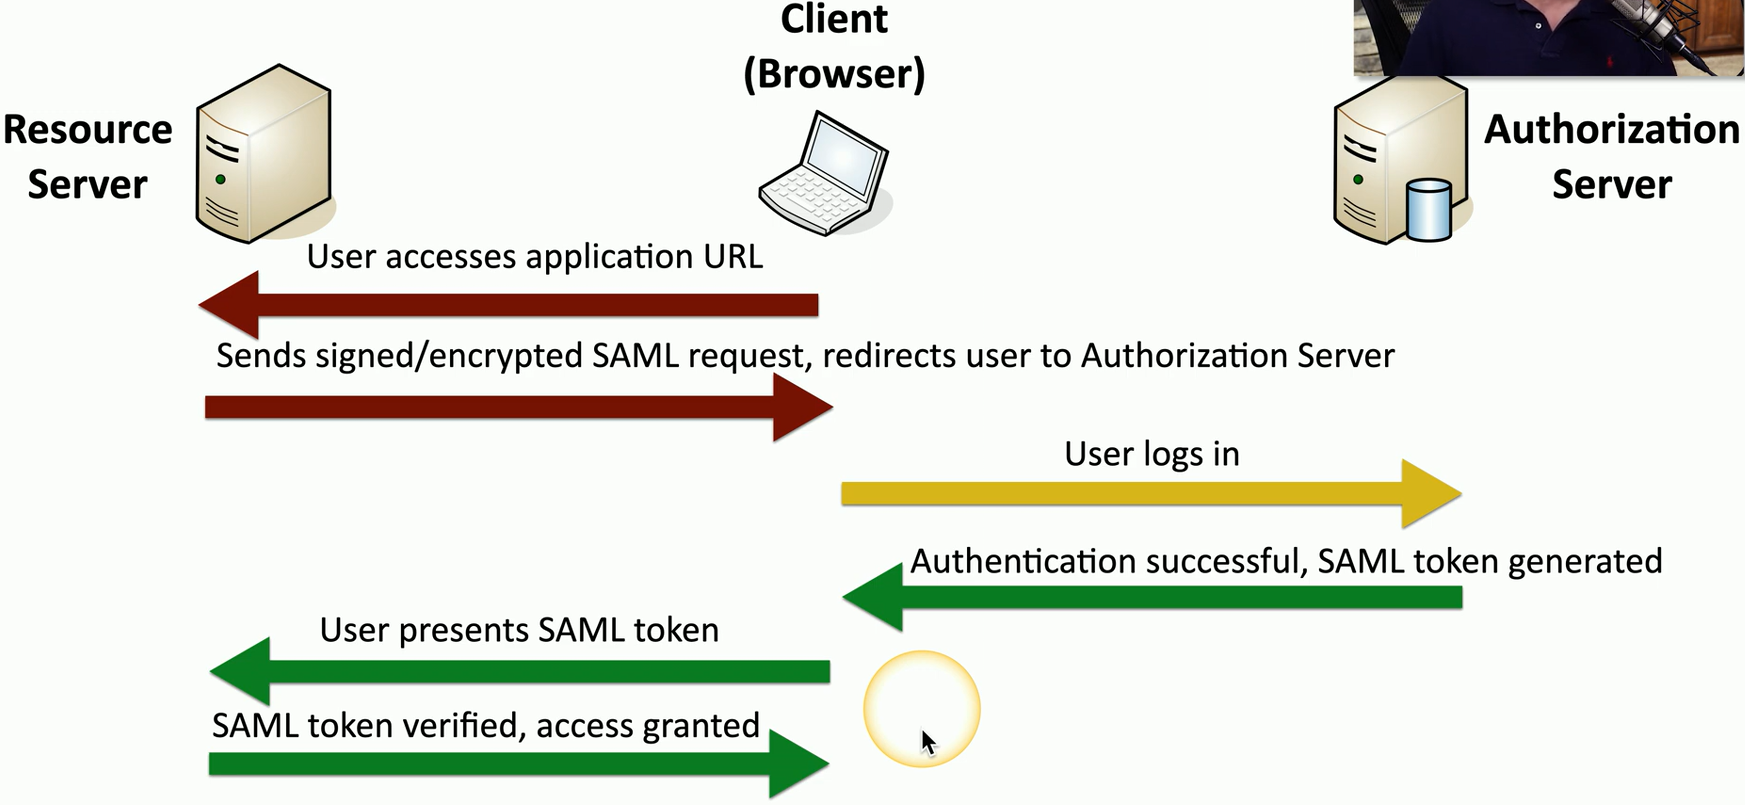 Client
(Browser)
Resource
Server
Authorization
Server
User accesses application URL
Sends signed/encrypted SAML request, redirects user to Authorization Server
User logs in
Authentication successful, SAML token generated
User presents SAML token
SAML token verified, access granted